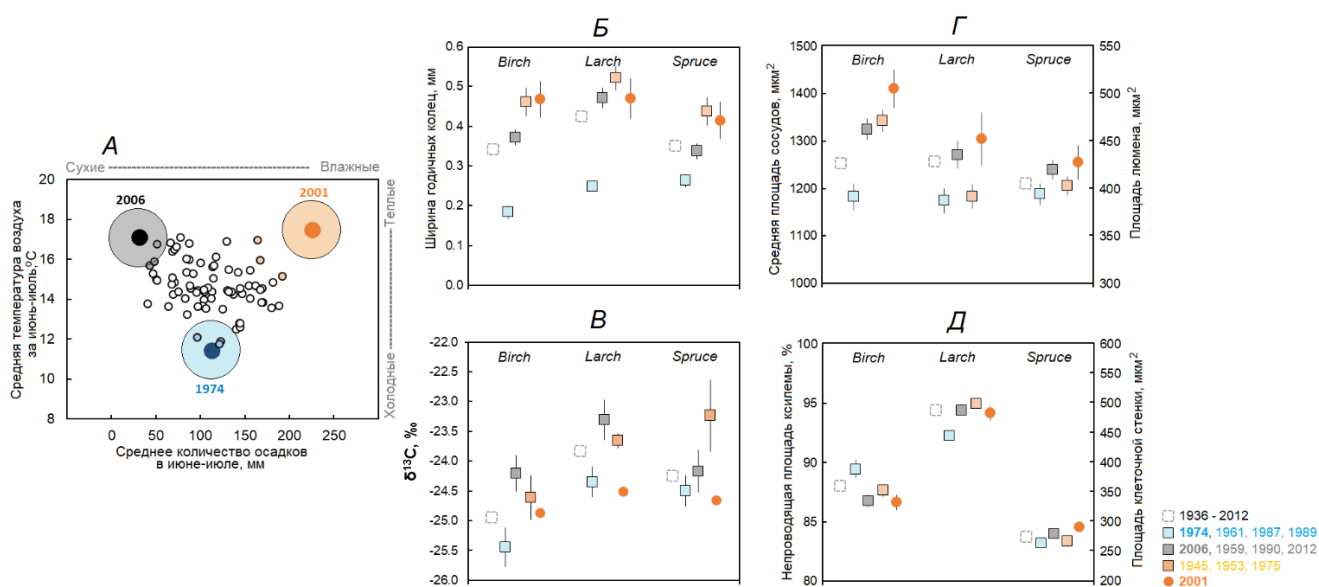 А
Сухие
Влажные
Средняя температура воздуха
за июнь-июль,°C
20
18
16
14
12
10
8
2006
2001
1974
Теплые
Холодные
0 50 100 150 200 250
Среднее количество осадков
в июне-июле, мм
Б
Ширина годичных колец, мм
0.6
0.5
0.4
0.3
0.2
0.1
0.0
Birch Larch Spruce
В
δ¹³C, ‰
-22.0
-22.5
-23.0
-23.5
-24.0
-24.5
-25.0
-25.5
-26.0
Birch Larch Spruce
Г
Средняя площадь сосудов, мкм²
1500
1400
1300
1200
1100
1000
Birch Larch Spruce
550
500
450
400
350
300
Площадь люмена, мкм²
Д
Непроводящая площадь ксилемы, %
100
95
90
85
80
Birch Larch Spruce
600
550
500
450
400
350
300
250
200
Площадь клеточной стенки, мкм²
1936 - 2012
1974, 1961, 1987, 1989
2006, 1959, 1990, 2012
1945, 1953, 1975
2001